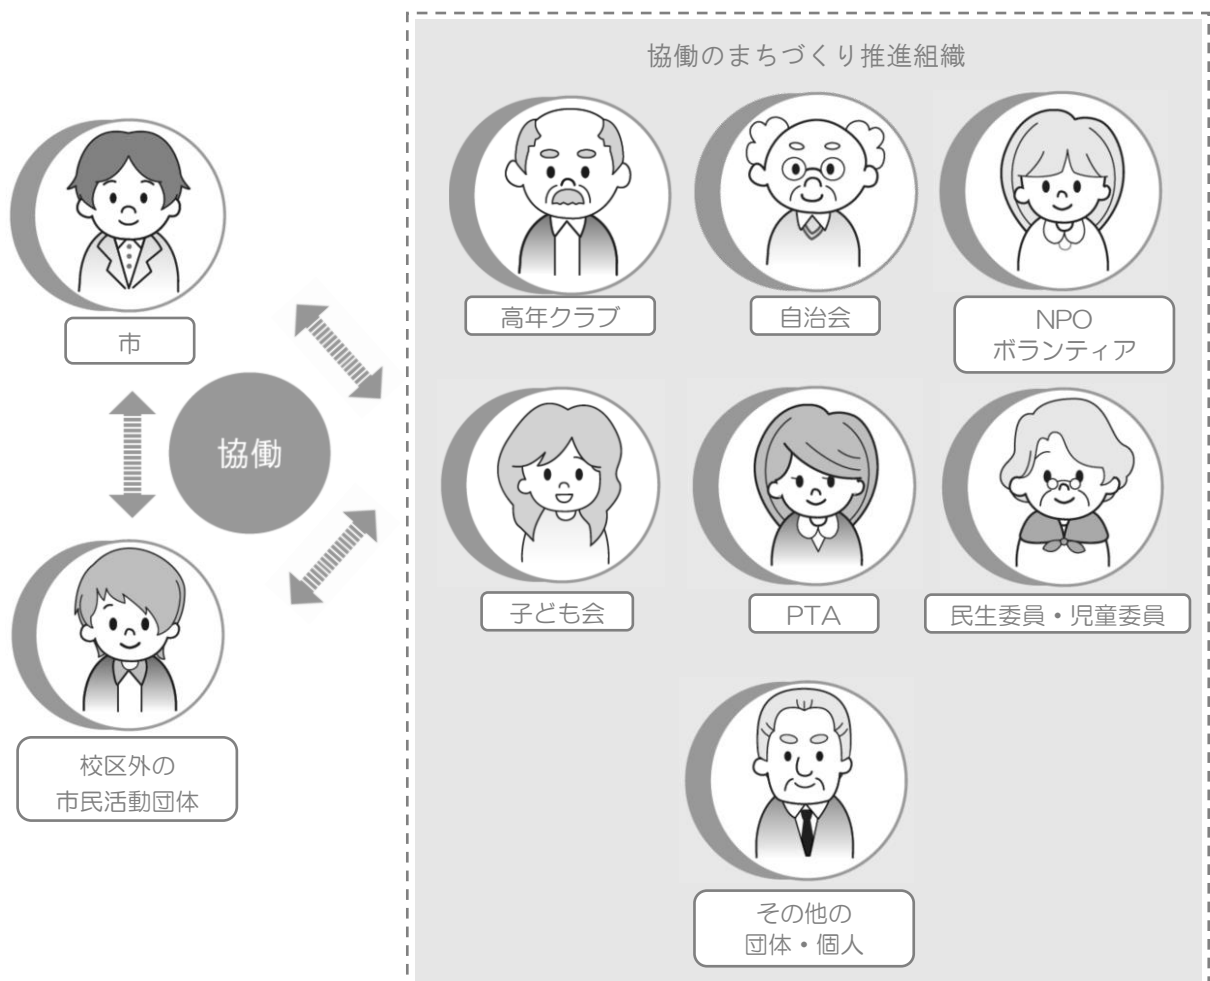 協働のまちづくり推進組織
高年クラブ
自治会
NPO
ボランティア
市
協働
子ども会
PTA
民生委員・児童委員
校区外の
市民活動団体
その他の
団体・個人